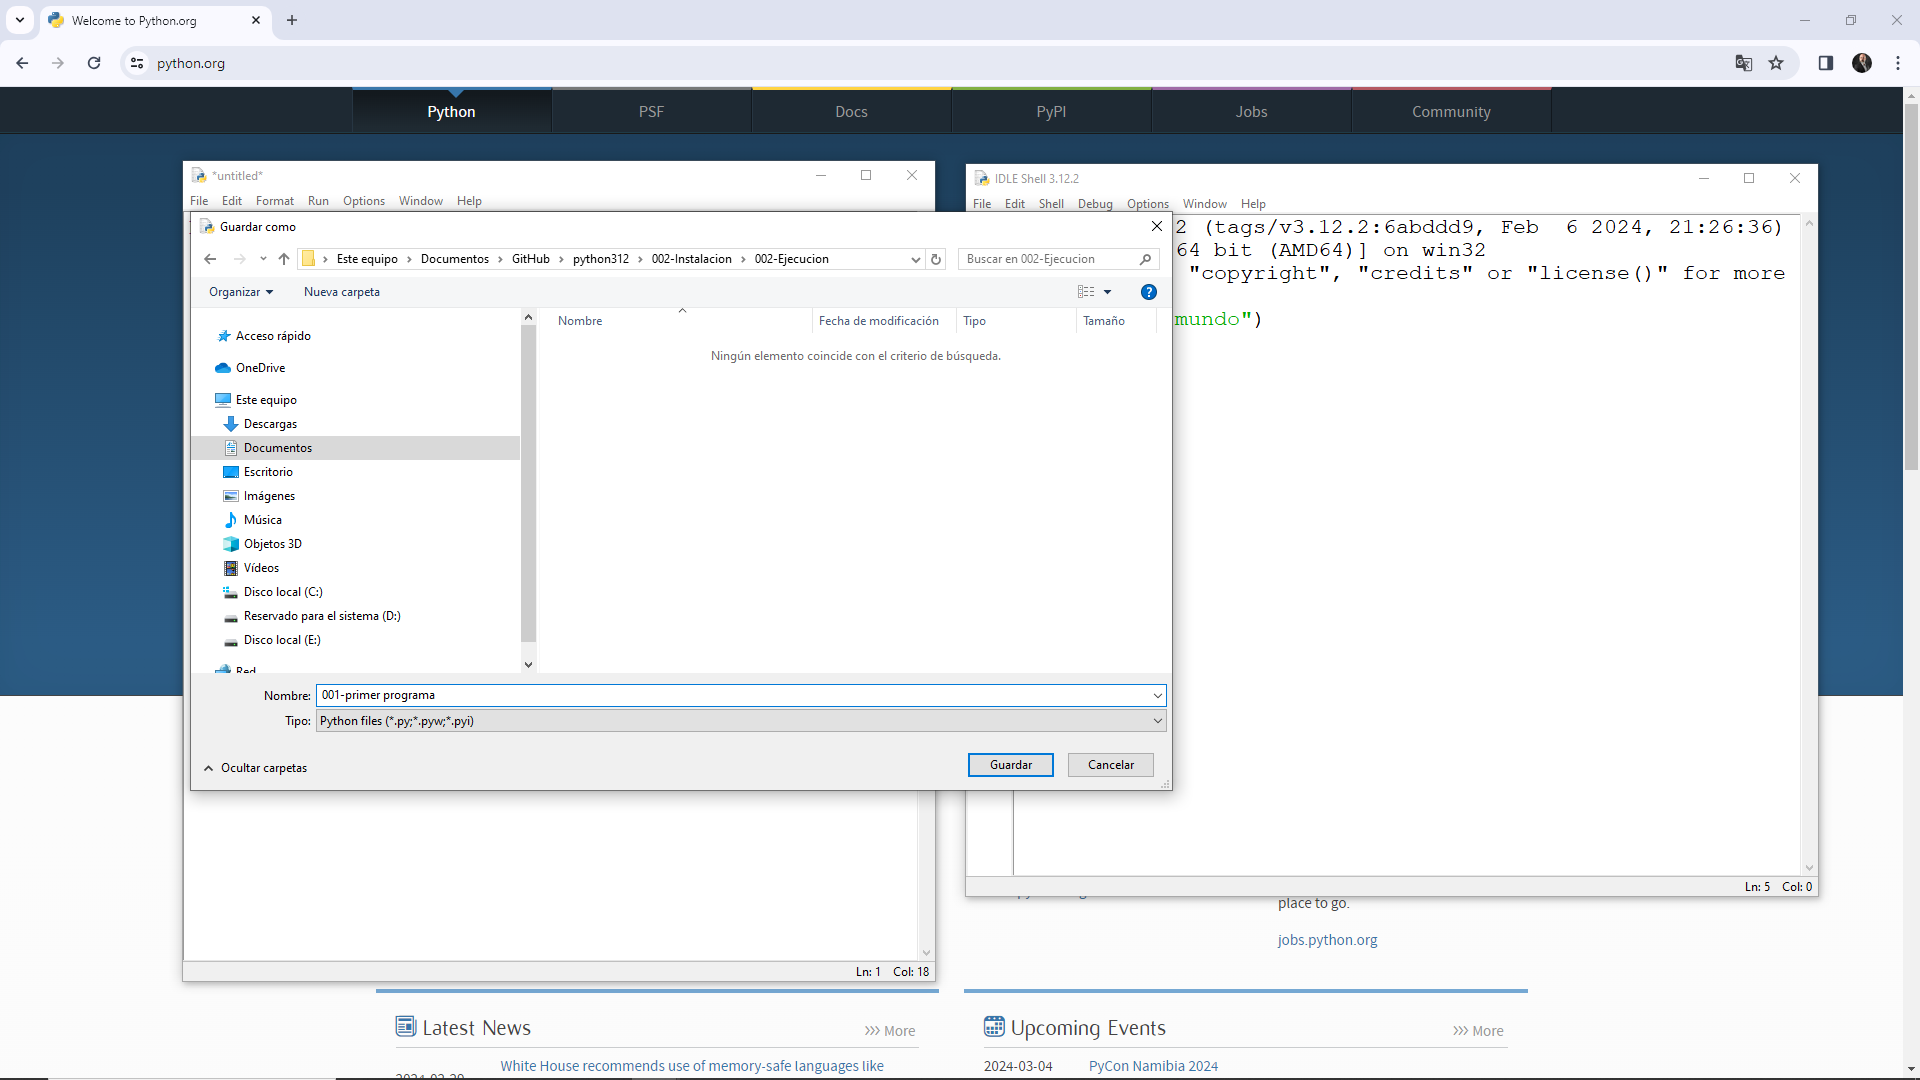 Welcome to Python.org
python.org
Python PSF Docs PyPI Jobs Community
*untitled*
File Edit Format Run Options Window Help
IDLE Shell 3.12.2
File Edit Shell Debug Options Window Help
2 (tags/v3.12.2:6abddd9, Feb  6 2024, 21:26:36)
64 bit (AMD64)] on win32
"copyright", "credits" or "license()" for more
mundo")
Ln: 5 Col: 0
Guardar como
Este equipo > Documentos > GitHub > python312 > 002-Instalacion > 002-Ejecucion
Buscar en 002-Ejecucion
Organizar Nueva carpeta
Nombre Fecha de modificación Tipo Tamaño
Ningún elemento coincide con el criterio de búsqueda.
Acceso rápido
OneDrive
Este equipo
Descargas
Documentos
Escritorio
Imágenes
Música
Objetos 3D
Vídeos
Disco local (C:)
Reservado para el sistema (D:)
Disco local (E:)
Red
Nombre: 001-primer programa
Tipo: Python files (*.py;*.pyw;*.pyi)
Ocultar carpetas
Guardar Cancelar
Ln: 1 Col: 18
place to go.
jobs.python.org
Latest News
>>> More
White House recommends use of memory-safe languages like
Upcoming Events
>>> More
2024-03-04 PyCon Namibia 2024